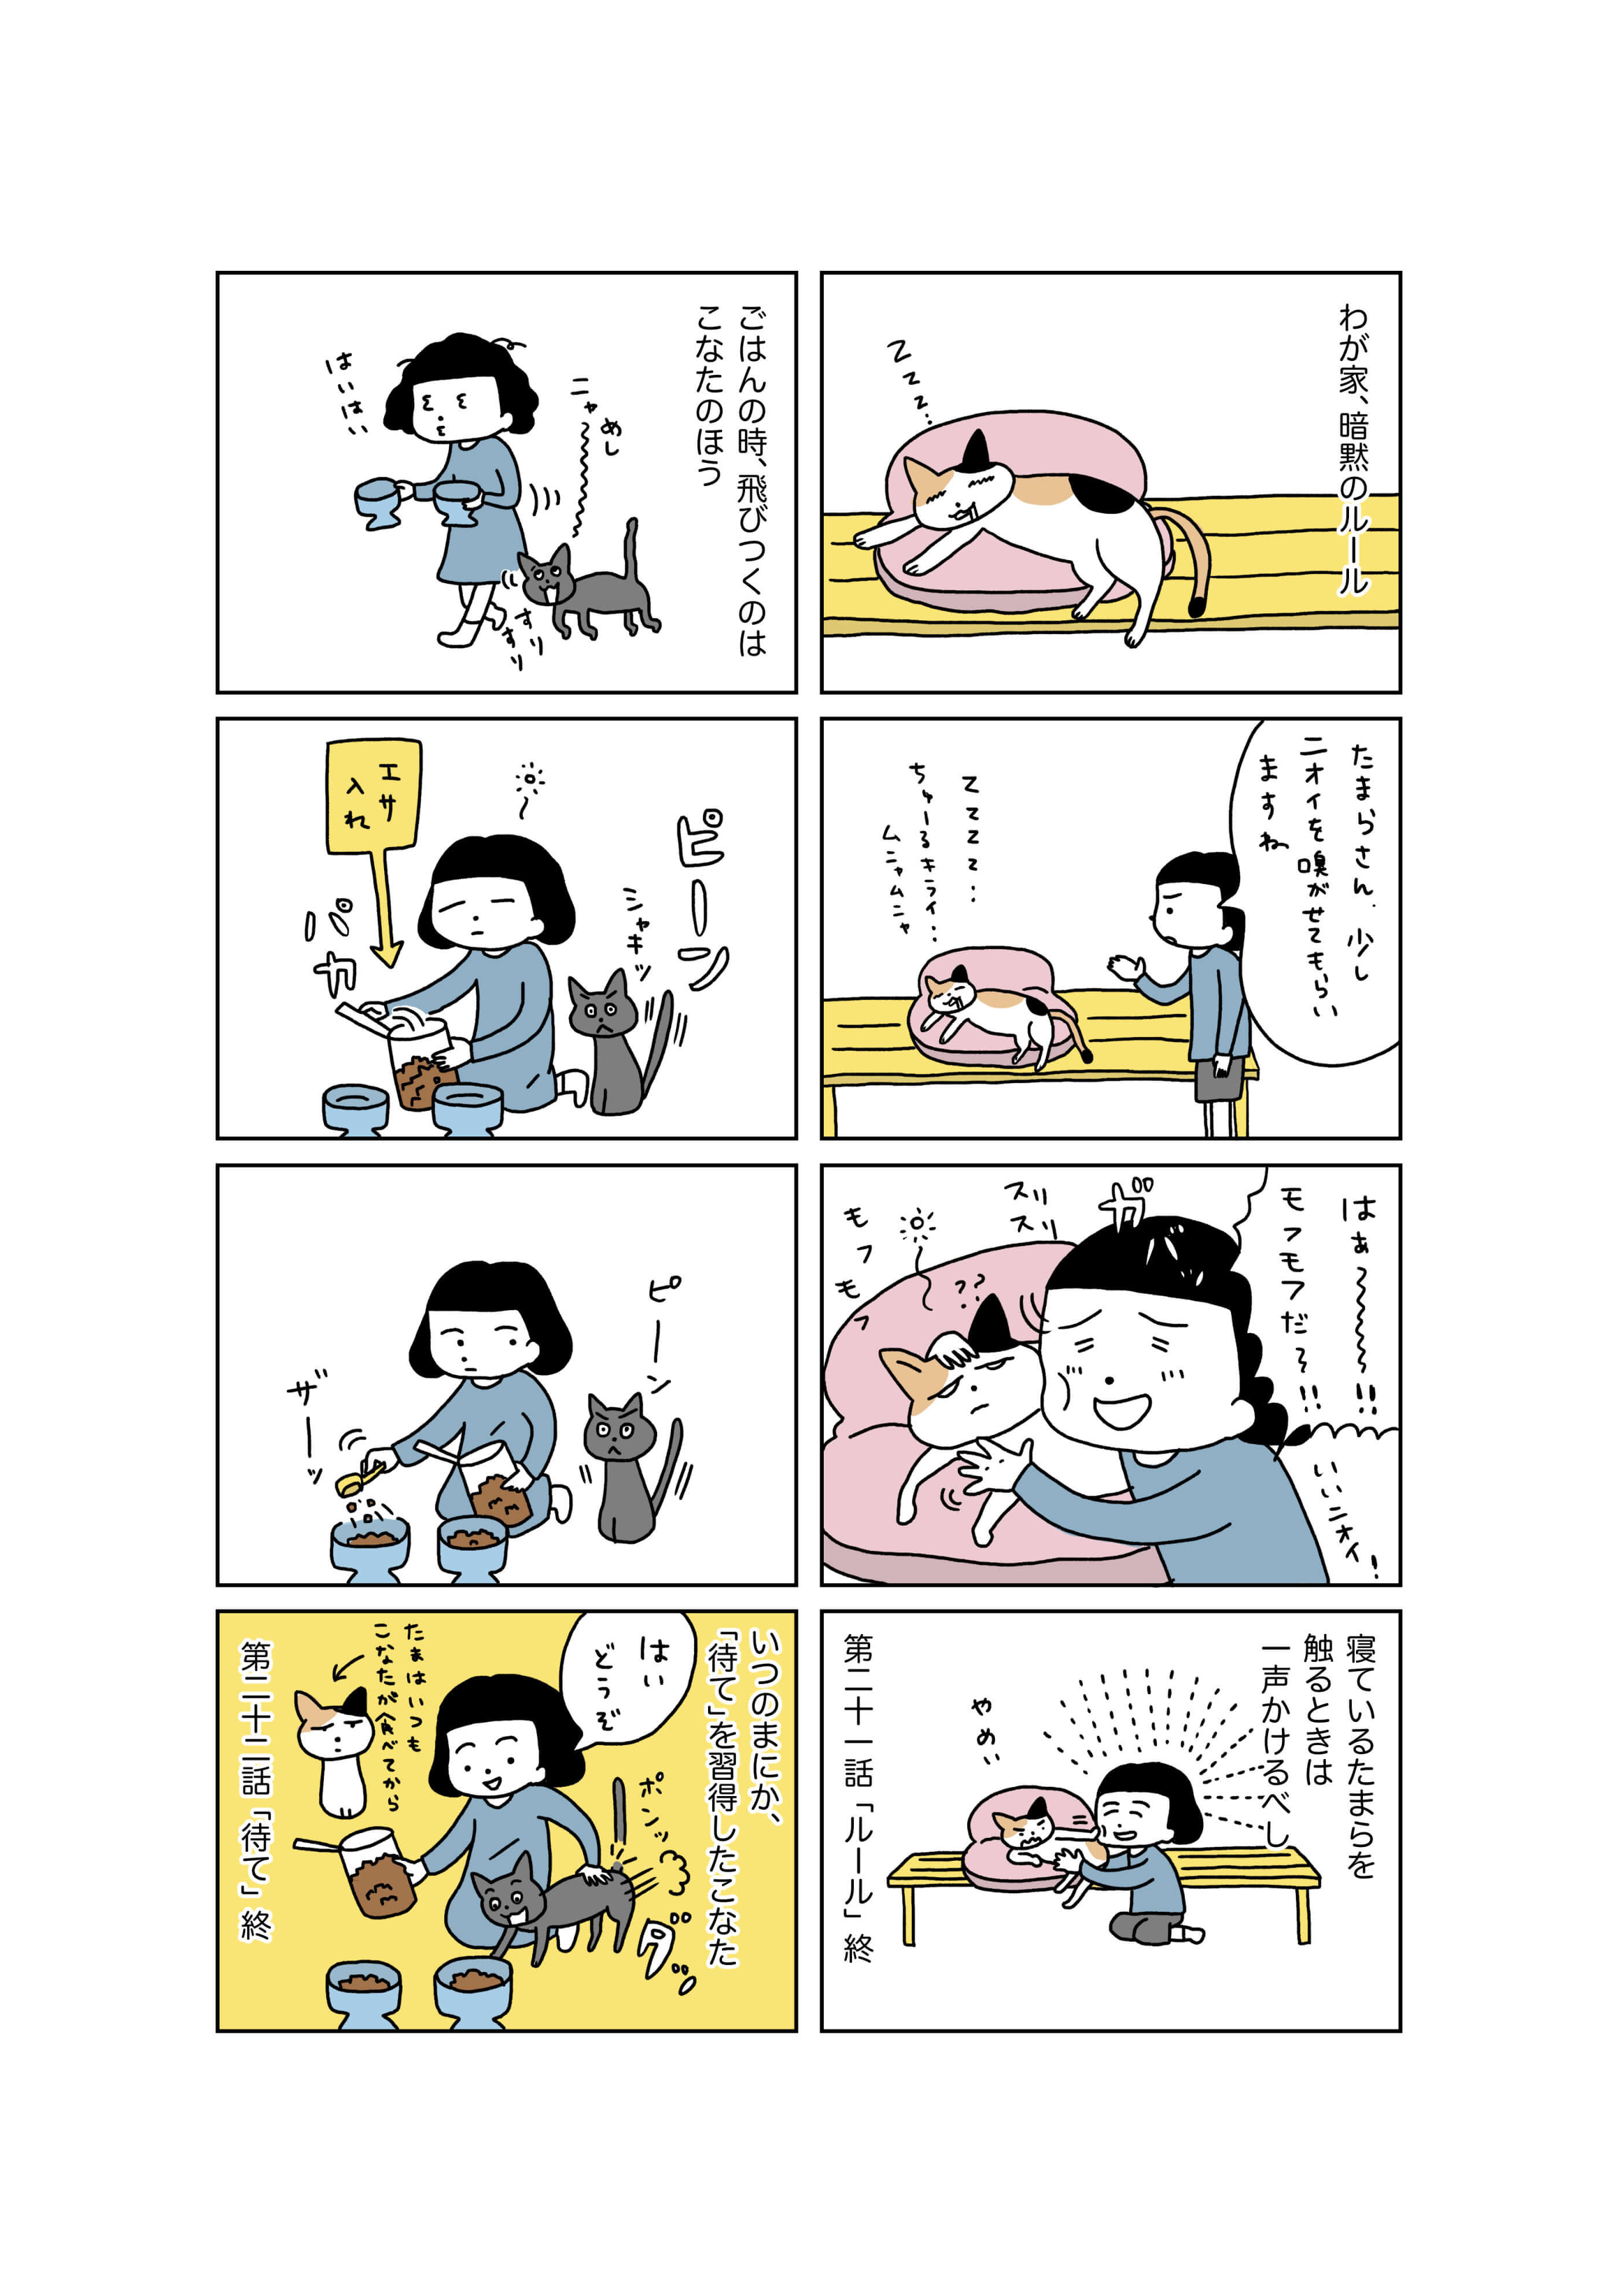 わが家、暗黙のルール
Zzz..
たまらさん、少し
ニオイを嗅がせてもらい
ますね
zzzz..
ちゅーるキライ..
ムニャムニャ
はぁ〜〜〜!!
モフモフだ〜!!
いいニオイ!
ガ
スリ
スリ
??
モフ
モフ
寝ているたまらを
触るときは
一声かけるべし
やめい
第二十一話「ルール」終
ごはんの時、飛びつくのは
こなたのほう
めし
ニャ〜〜〜
すり
すり
はいはい
ピーン
シャキッ
エサ
入れ
パカ
ピーン
ザーッ
いつのまにか、
「待て」を習得したこなた
はい
どうぞ
ポンッ
ダッ
たまはいつも
こなたが食べてから
第二十二話「待て」終